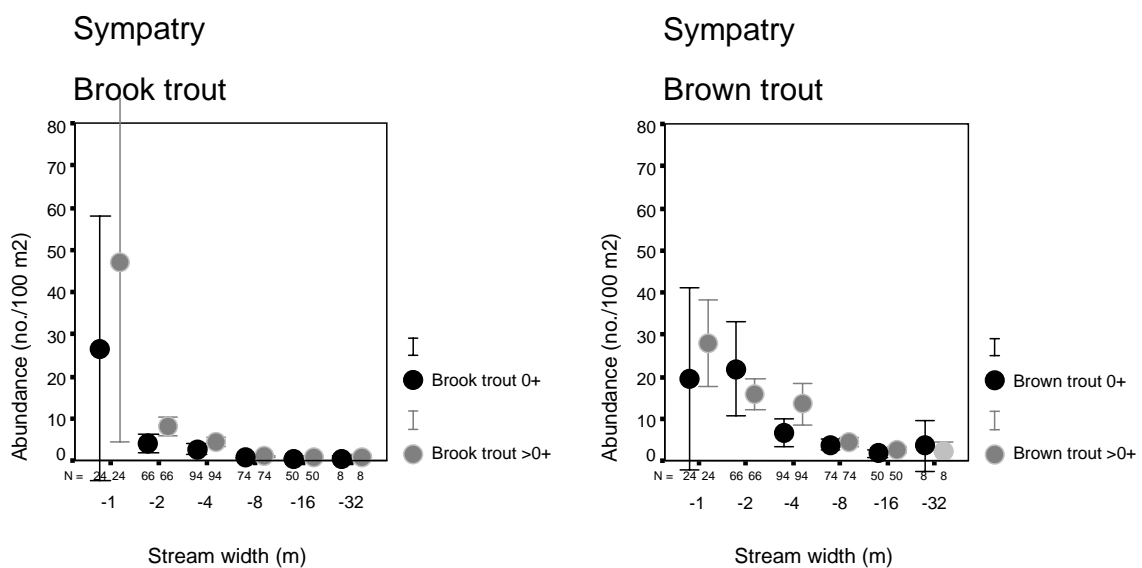 Sympatry
Brook trout
80
70
60
50
40
30
20
10
0
Abundance (no./100 m2)
N = 24 24 66 66 94 94 74 74 50 50 8 8
-1 -2 -4 -8 -16 -32
Stream width (m)
Brook trout 0+
Brook trout >0+
Sympatry
Brown trout
80
70
60
50
40
30
20
10
0
Abundance (no./100 m2)
N = 24 24 66 66 94 94 74 74 50 50 8 8
-1 -2 -4 -8 -16 -32
Stream width (m)
Brown trout 0+
Brown trout >0+